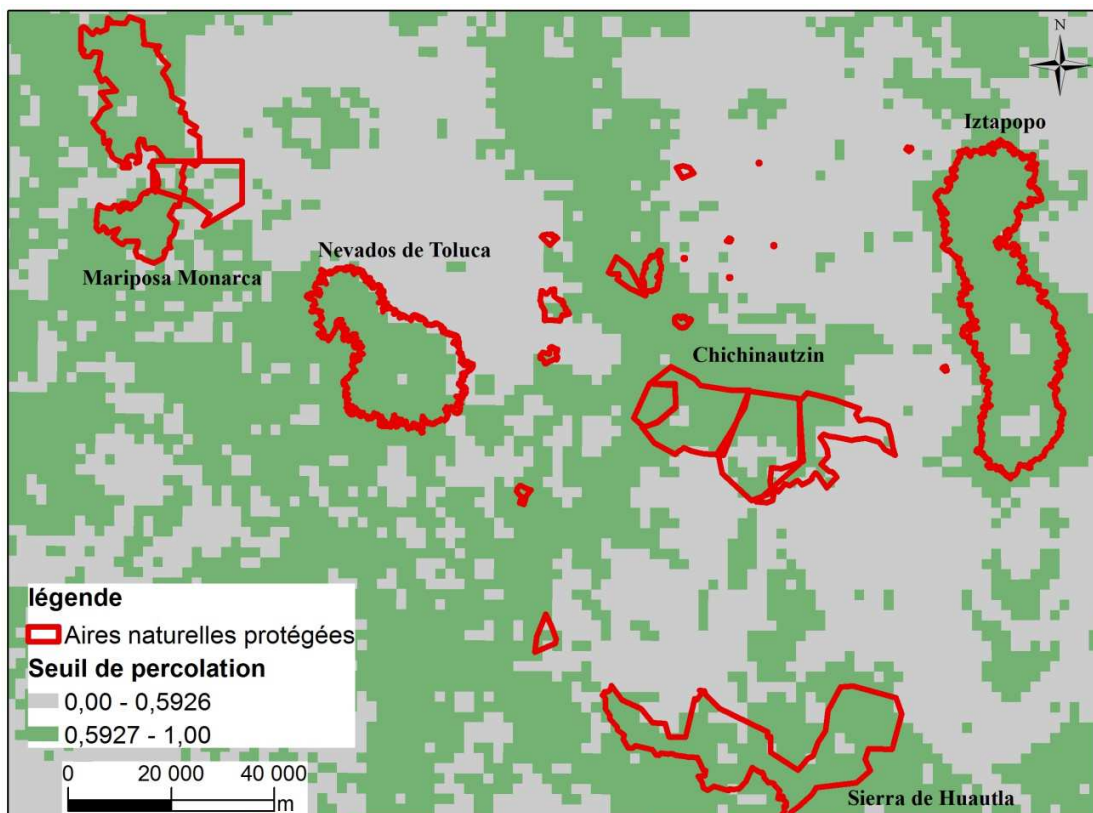 N
Iztapopo
Nevados de Toluca
Mariposa Monarca
Chichinautzin
légende
Aires naturelles protégées
Seuil de percolation
0,00 - 0,5926
0,5927 - 1,00
0 20 000 40 000
m
Sierra de Huautla